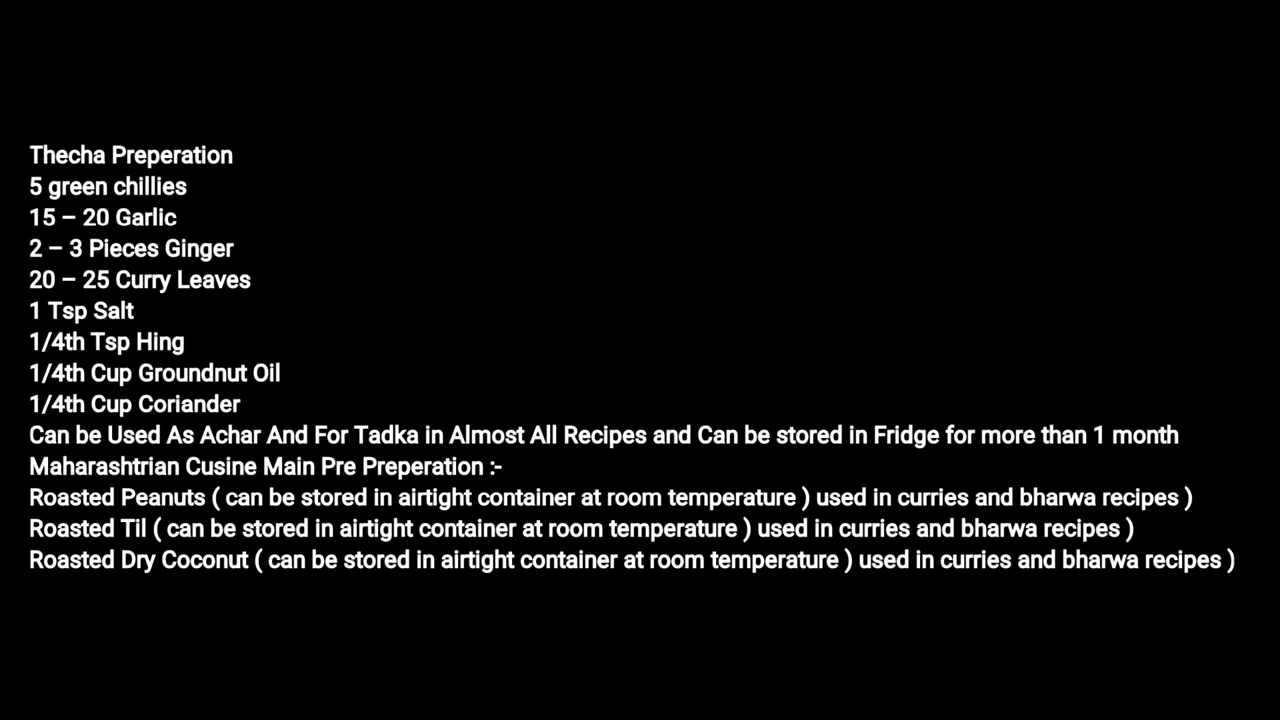 Thecha Preperation
5 green chillies
15 – 20 Garlic
2 – 3 Pieces Ginger
20 – 25 Curry Leaves
1 Tsp Salt
1/4th Tsp Hing
1/4th Cup Groundnut Oil
1/4th Cup Coriander
Can be Used As Achar And For Tadka in Almost All Recipes and Can be stored in Fridge for more than 1 month
Maharashtrian Cusine Main Pre Preperation :-
Roasted Peanuts ( can be stored in airtight container at room temperature ) used in curries and bharwa recipes )
Roasted Til ( can be stored in airtight container at room temperature ) used in curries and bharwa recipes )
Roasted Dry Coconut ( can be stored in airtight container at room temperature ) used in curries and bharwa recipes )